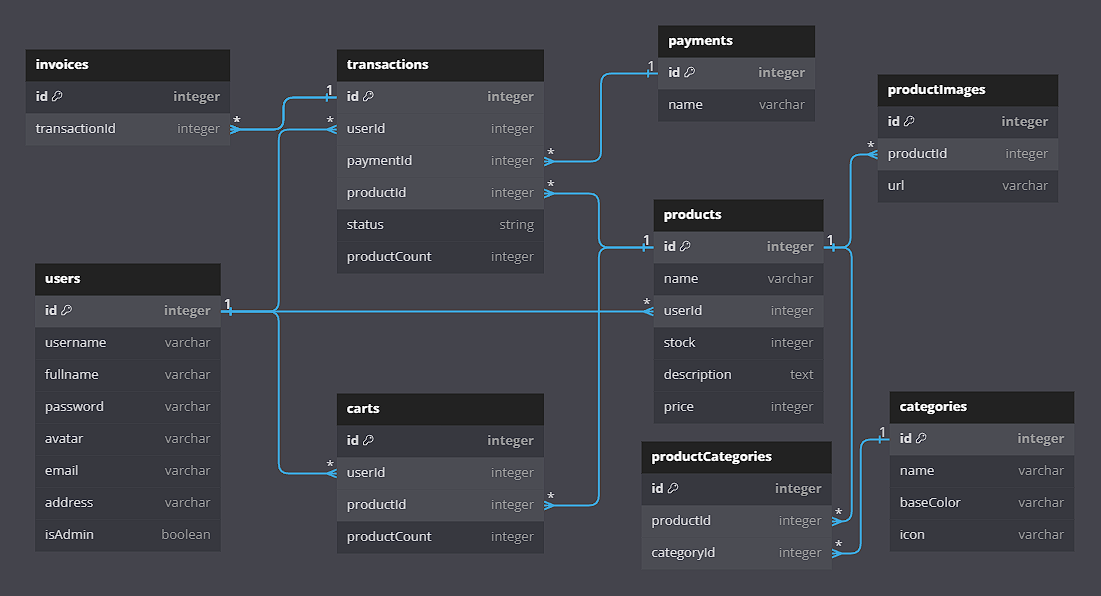 invoices
id integer
transactionId integer
transactions
id integer
userId integer
paymentId integer
productId integer
status string
productCount integer
payments
id integer
name varchar
productImages
id integer
productId integer
url varchar
products
id integer
name varchar
userId integer
stock integer
description text
price integer
users
id integer
username varchar
fullname varchar
password varchar
avatar varchar
email varchar
address varchar
isAdmin boolean
carts
id integer
userId integer
productId integer
productCount integer
productCategories
id integer
productId integer
categoryId integer
categories
id integer
name varchar
baseColor varchar
icon varchar
1
*
1
*
*
*
1
1
*
*
1
*
*
*
*
1